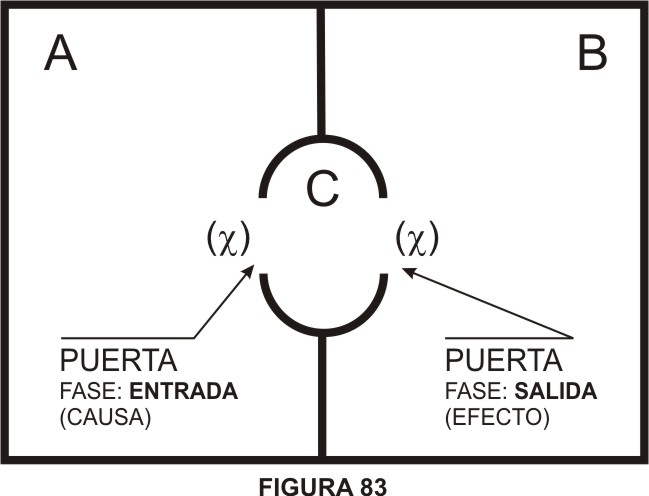 A
B
C
(χ)
(χ)
PUERTA
FASE: ENTRADA
(CAUSA)
PUERTA
FASE: SALIDA
(EFECTO)
FIGURA 83